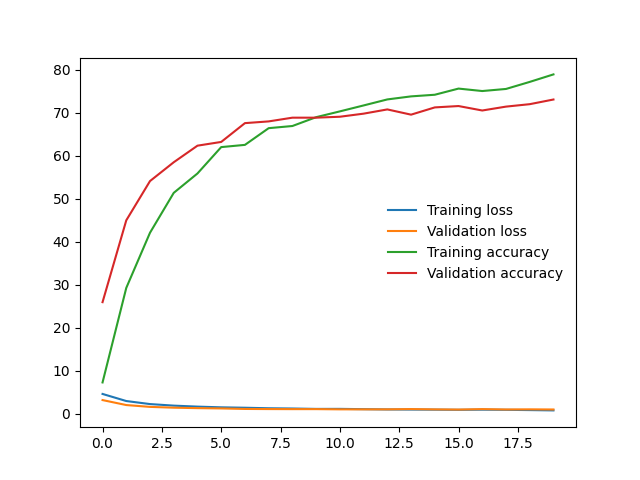 80
70
60
50
40
30
20
10
0
Training loss
Validation loss
Training accuracy
Validation accuracy
0.0 2.5 5.0 7.5 10.0 12.5 15.0 17.5